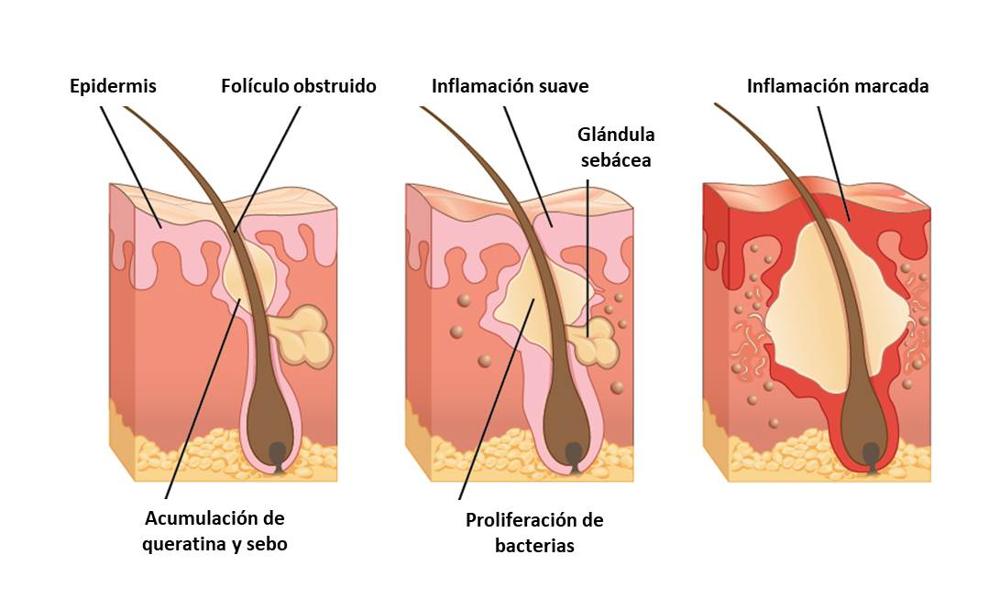 Epidermis
Folículo obstruido
Inflamación suave
Inflamación marcada
Glándula
sebácea
Acumulación de
queratina y sebo
Proliferación de
bacterias